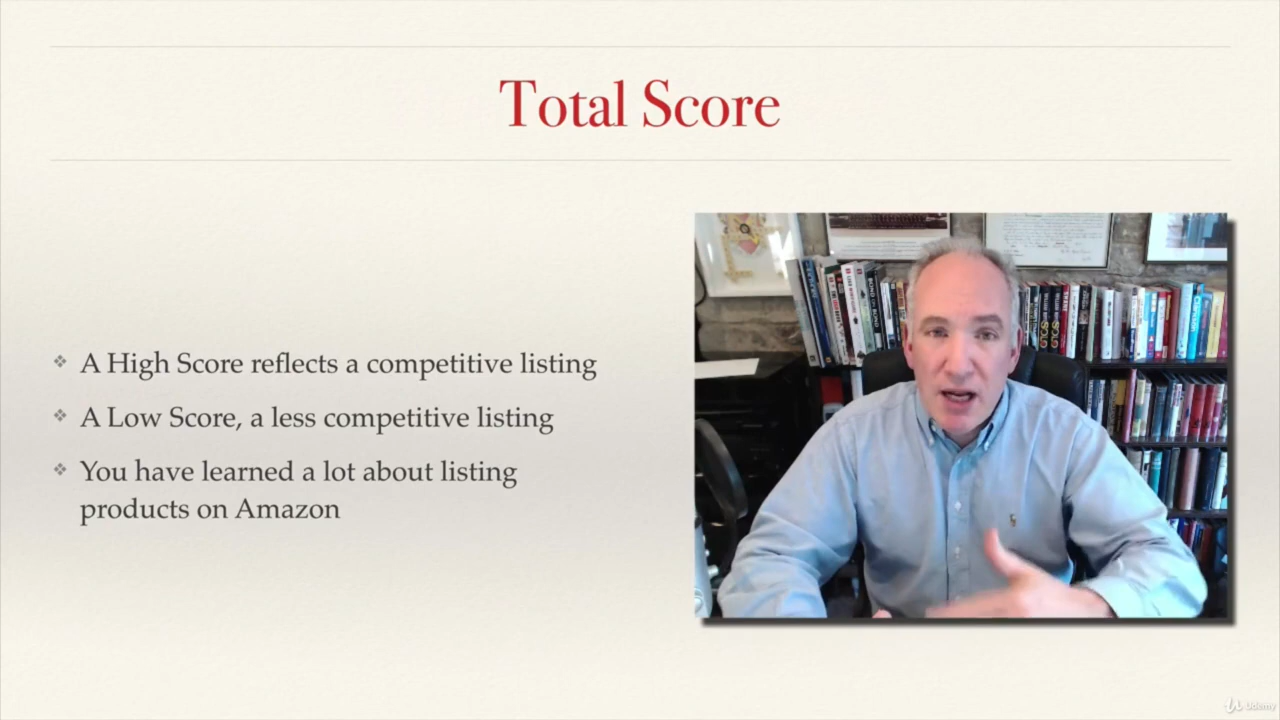 Total Score
A High Score reflects a competitive listing
A Low Score, a less competitive listing
You have learned a lot about listing
products on Amazon
Udemy